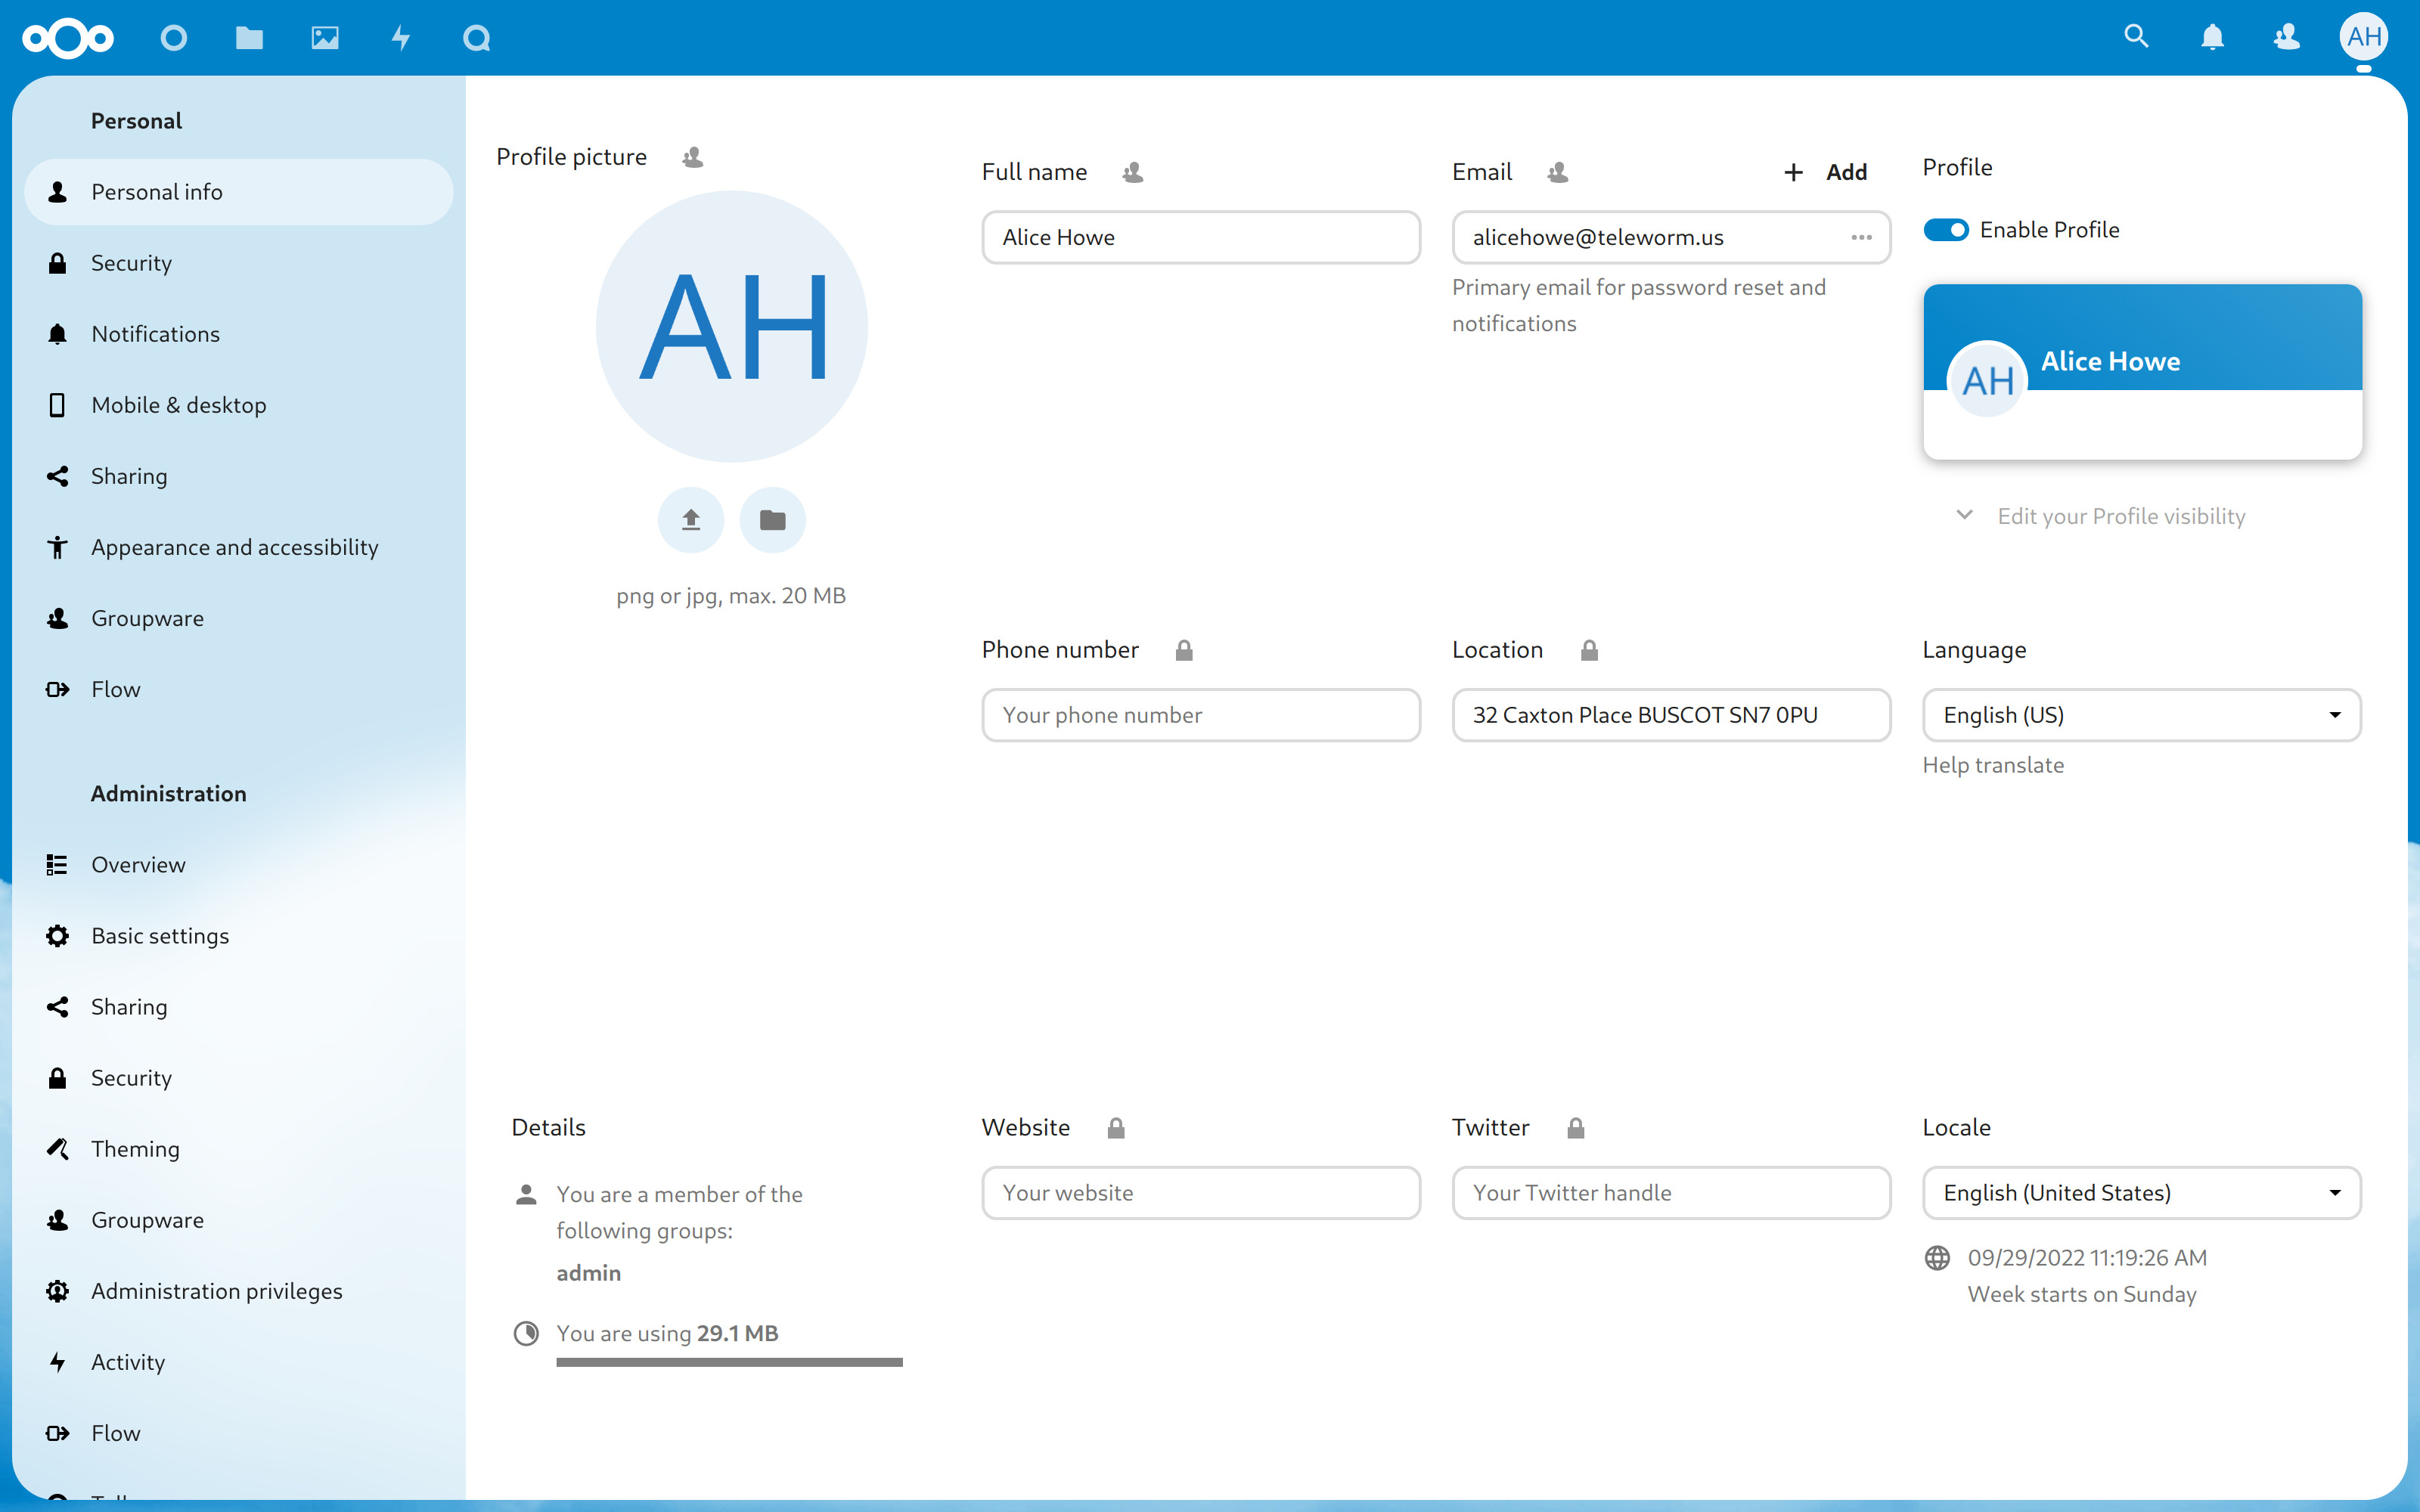 AH
Personal
Personal info
Security
Notifications
Mobile & desktop
Sharing
Appearance and accessibility
Groupware
Flow
Administration
Overview
Basic settings
Sharing
Security
Theming
Groupware
Administration privileges
Activity
Flow
Profile picture
AH
png or jpg, max. 20 MB
Full name
Alice Howe
Email
Add
alicehowe@teleworm.us
Primary email for password reset and
notifications
Profile
Enable Profile
Alice Howe
AH
Edit your Profile visibility
Phone number
Your phone number
Location
32 Caxton Place BUSCOT SN7 0PU
Language
English (US)
Help translate
Details
You are a member of the
following groups:
admin
You are using 29.1 MB
Website
Your website
Twitter
Your Twitter handle
Locale
English (United States)
09/29/2022 11:19:26 AM
Week starts on Sunday